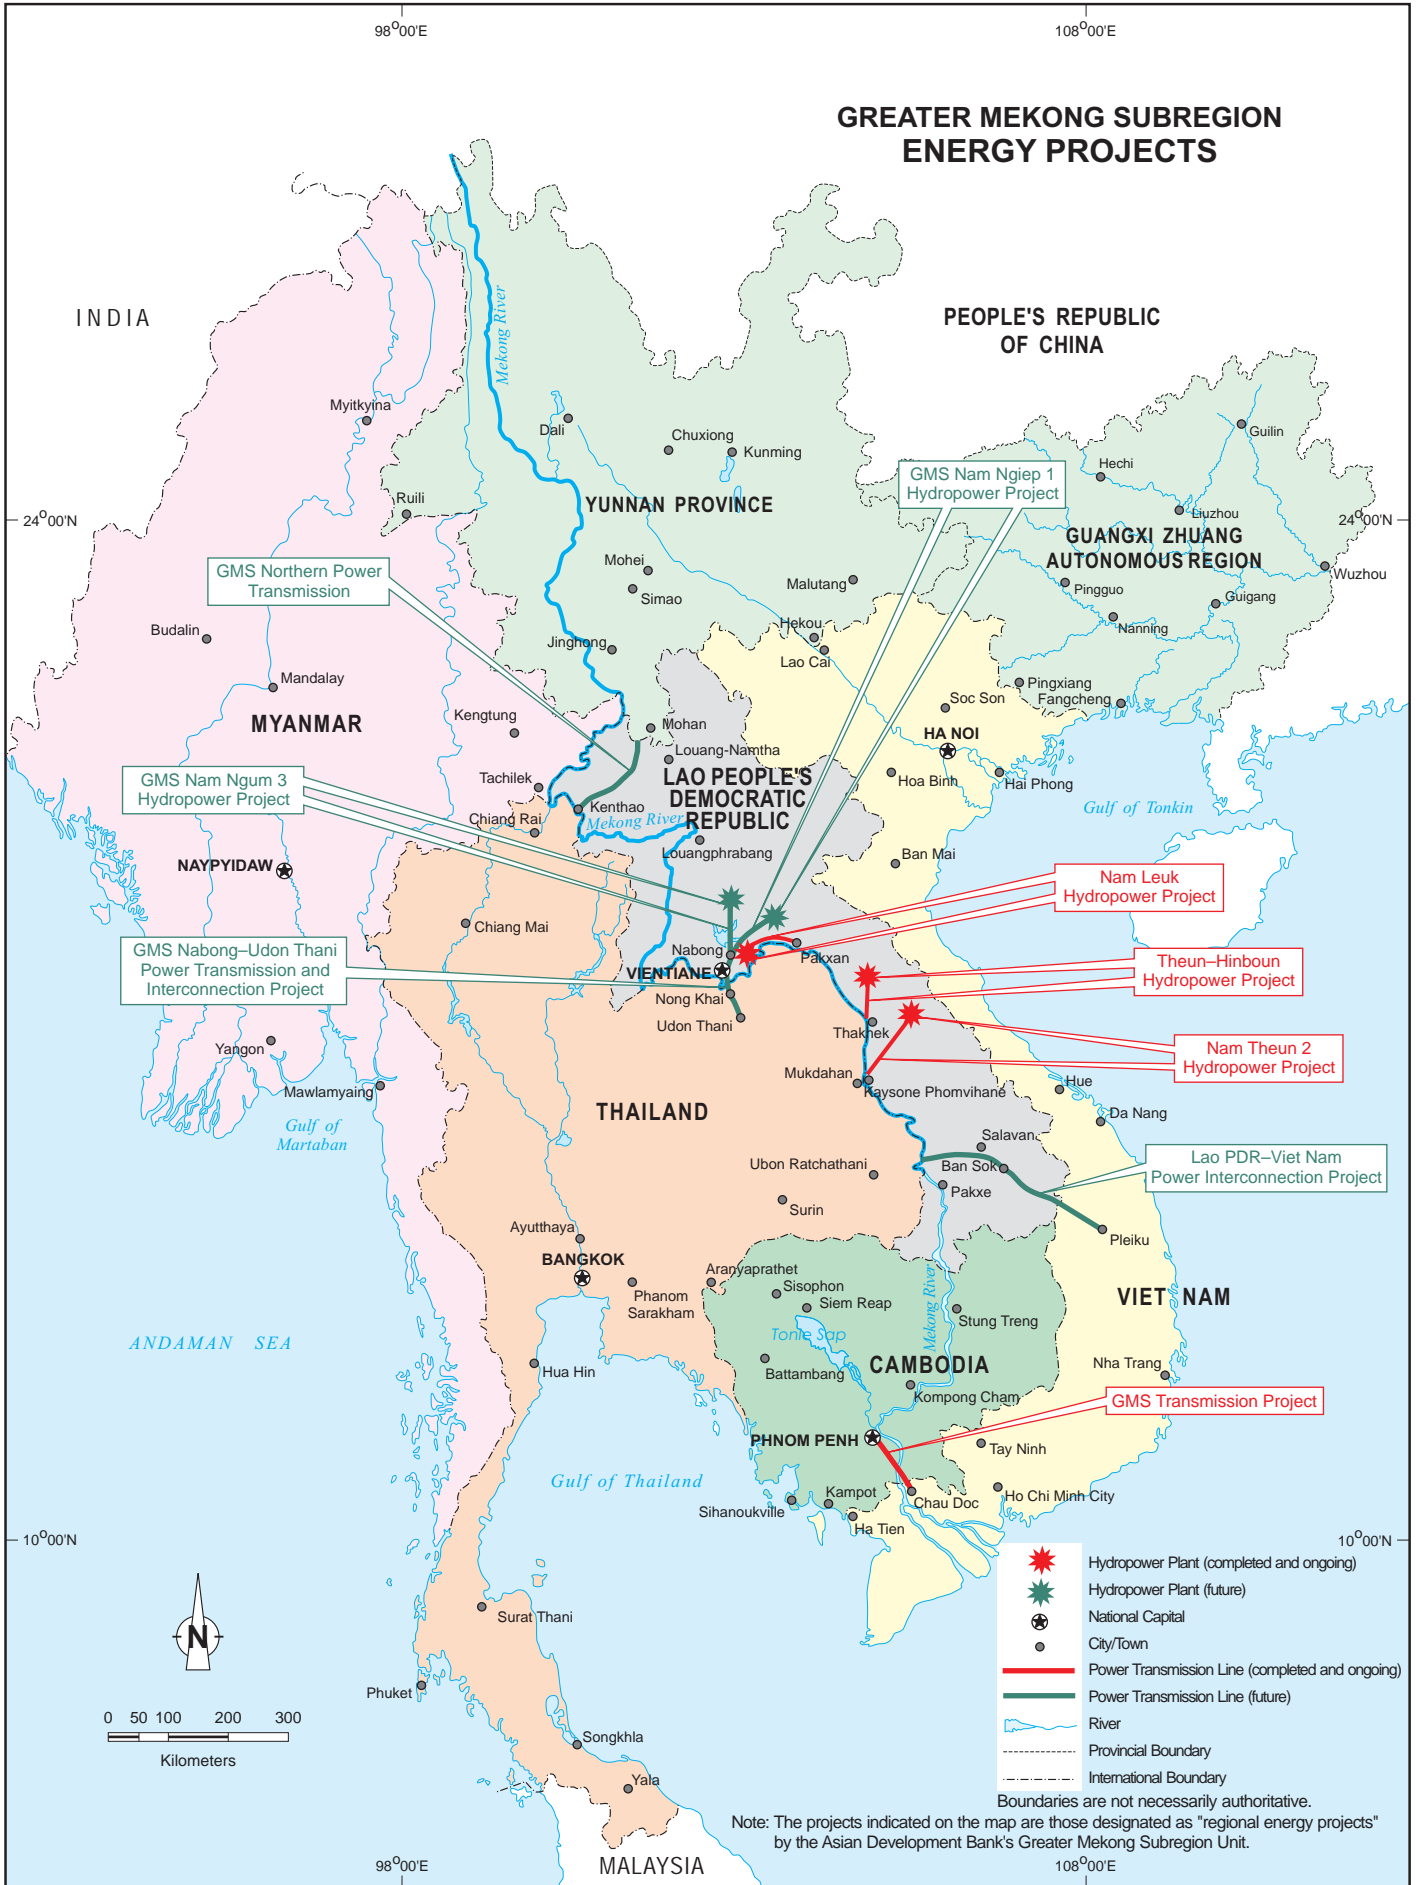 98°00'E
108°00'E
GREATER MEKONG SUBREGION
ENERGY PROJECTS
INDIA
PEOPLE'S REPUBLIC
OF CHINA
Mekong River
Myitkyina
Dali
Chuxiong
Kunming
Guilin
Hechi
GMS Nam Ngiep 1
Hydropower Project
Ruili
YUNNAN PROVINCE
Liuzhou
24°00'N
24°00'N
GUANGXI ZHUANG
AUTONOMOUS REGION
GMS Northern Power
Transmission
Mohei
Simao
Malutang
Wuzhou
Pingguo
Guigang
Budalin
Hekou
Nanning
Jinghong
Lao Cai
Mandalay
Pingxiang
Fangcheng
Soc Son
MYANMAR
Kengtung
Mohan
HA NOI
Louang-Namtha
GMS Nam Ngum 3
Hydropower Project
Tachilek
LAO PEOPLE'S
DEMOCRATIC
REPUBLIC
Hoa Binh
Hai Phong
Kenthao
Gulf of Tonkin
Chiang Rai
Mekong River
Louangphrabang
Ban Mai
NAYPYIDAW
Nam Leuk
Hydropower Project
Chiang Mai
GMS Nabong–Udon Thani
Power Transmission and
Interconnection Project
Nabong
Pakxan
VIENTIANE
Theun–Hinboun
Hydropower Project
Nong Khai
Udon Thani
Thakhek
Yangon
Nam Theun 2
Hydropower Project
Mukdahan
Kaysone Phomvihane
Hue
Mawlamyaing
THAILAND
Da Nang
Gulf of
Martaban
Salavan
Lao PDR–Viet Nam
Power Interconnection Project
Ubon Ratchathani
Ban Sok
Pakxe
Surin
Ayutthaya
Pleiku
BANGKOK
Aranyaprathet
Sisophon
Phanom
Sarakham
Siem Reap
Mekong River
VIET NAM
Stung Treng
ANDAMAN SEA
Tonle Sap
Hua Hin
Battambang
CAMBODIA
Nha Trang
Kompong Cham
GMS Transmission Project
PHNOM PENH
Tay Ninh
Gulf of Thailand
Kampot
Chau Doc
Ho Chi Minh City
Sihanoukville
Ha Tien
10°00'N
10°00'N
Hydropower Plant (completed and ongoing)
Hydropower Plant (future)
National Capital
City/Town
Power Transmission Line (completed and ongoing)
Power Transmission Line (future)
River
Provincial Boundary
International Boundary
Boundaries are not necessarily authoritative.
Surat Thani
N
Phuket
0 50 100 200 300
Kilometers
Songkhla
Yala
Note: The projects indicated on the map are those designated as "regional energy projects"
by the Asian Development Bank's Greater Mekong Subregion Unit.
MALAYSIA
98°00'E
108°00'E